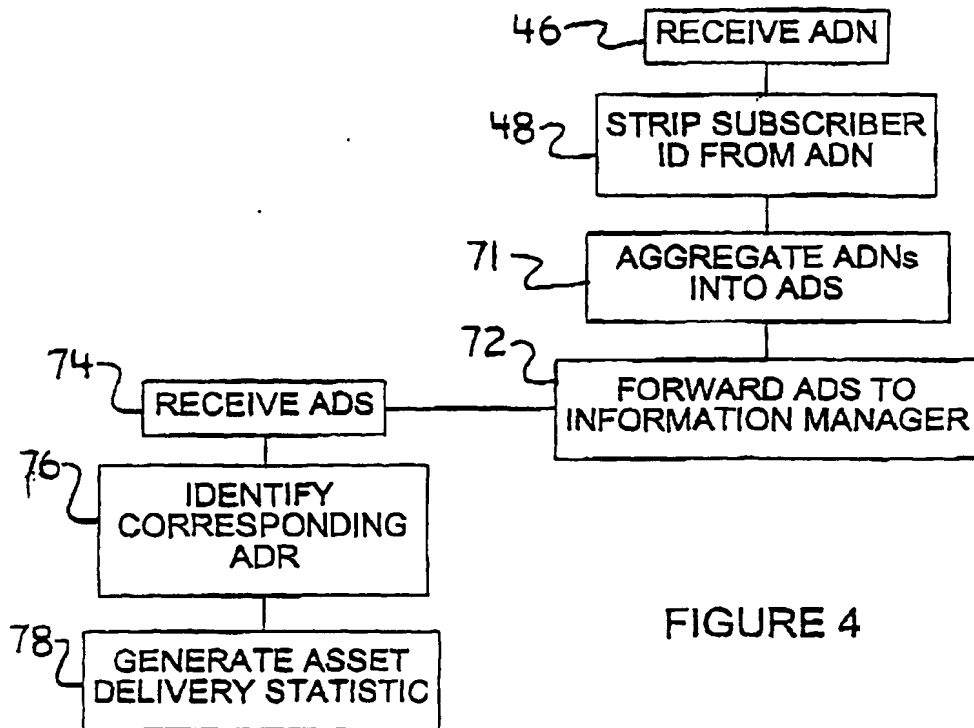 46
RECEIVE ADN
48
STRIP SUBSCRIBER
ID FROM ADN
71
AGGREGATE ADNs
INTO ADS
72
FORWARD ADS TO
INFORMATION MANAGER
74
RECEIVE ADS
76
IDENTIFY
CORRESPONDING
ADR
78
GENERATE ASSET
DELIVERY STATISTIC
FIGURE 4